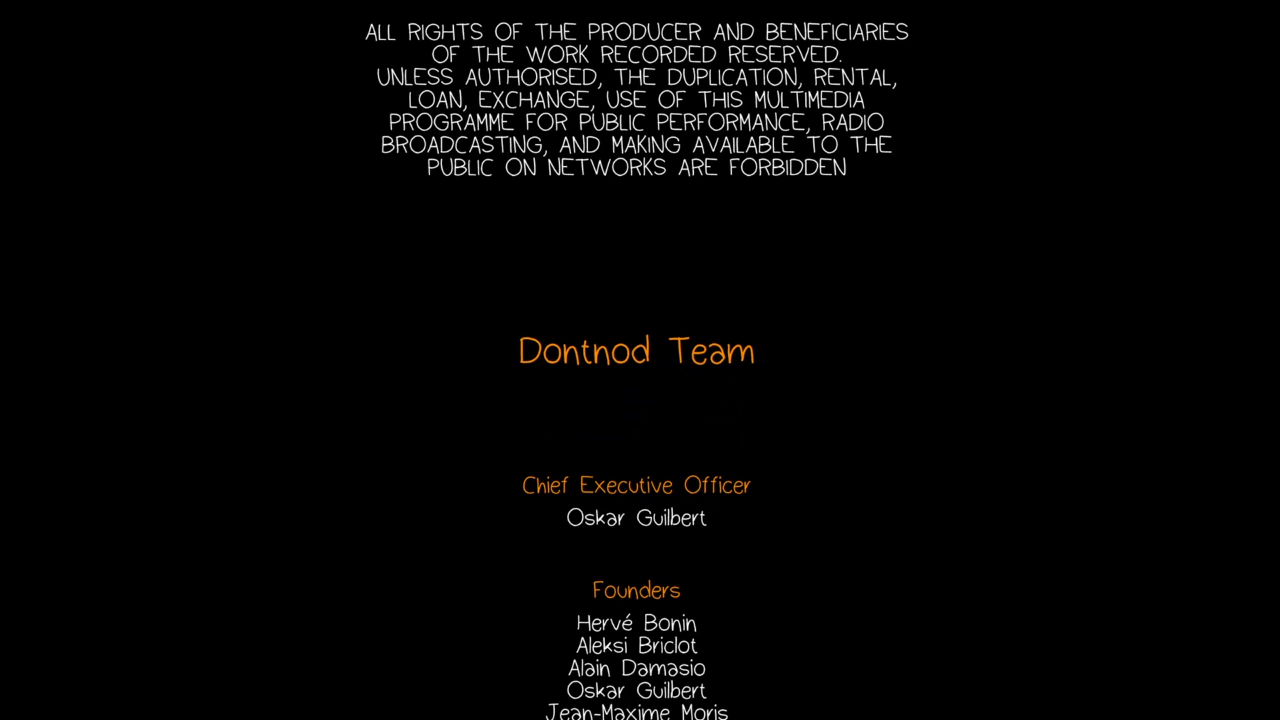 ALL RIGHTS OF THE PRODUCER AND BENEFICIARIES
OF THE WORK RECORDED RESERVED.
UNLESS AUTHORISED, THE DUPLICATION, RENTAL,
LOAN, EXCHANGE, USE OF THIS MULTIMEDIA
PROGRAMME FOR PUBLIC PERFORMANCE, RADIO
BROADCASTING, AND MAKING AVAILABLE TO THE
PUBLIC ON NETWORKS ARE FORBIDDEN
Dontnod Team
Chief Executive Officer
Oskar Guilbert
Founders
Hervé Bonin
Aleksi Briclot
Alain Damasio
Oskar Guilbert
Jean-Maxime Moris